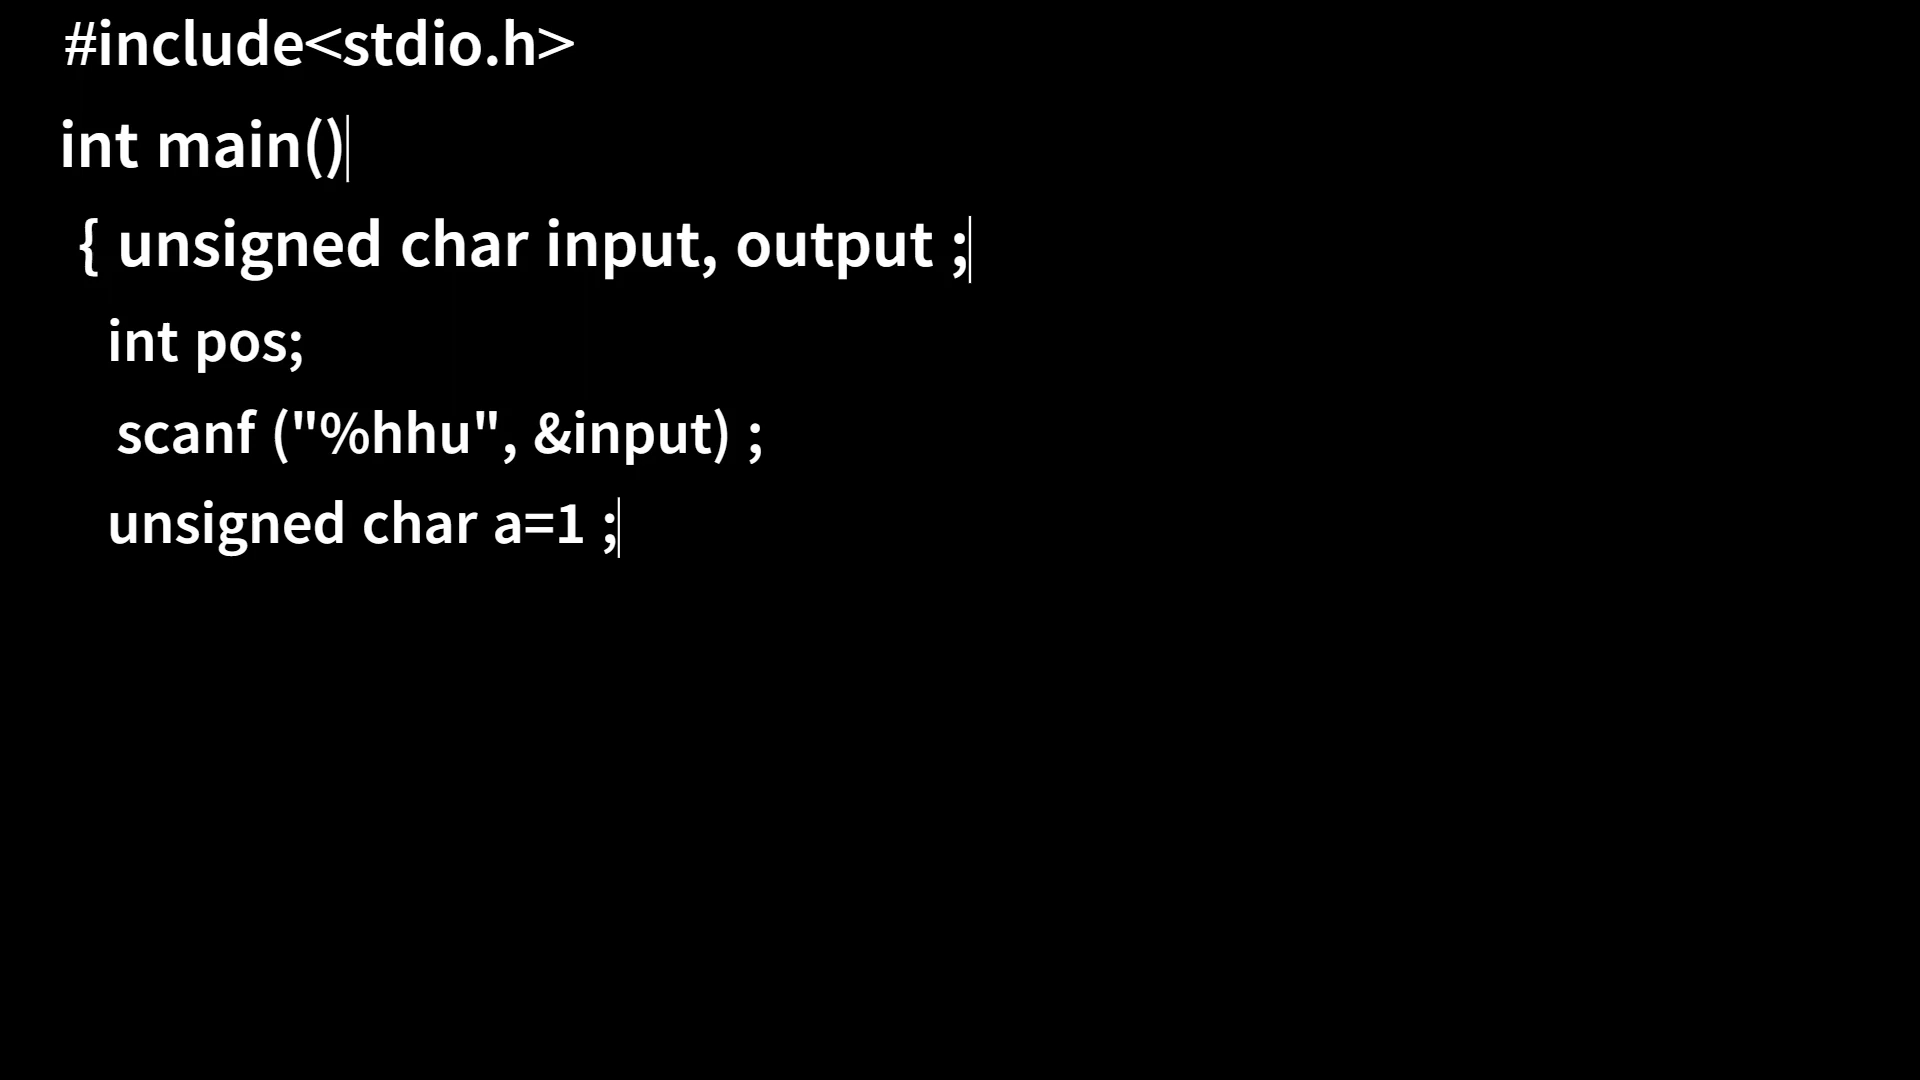 #include<stdio.h>
int main()
{ unsigned char input, output ;
int pos;
scanf ("%hhu", &input) ;
unsigned char a=1 ;